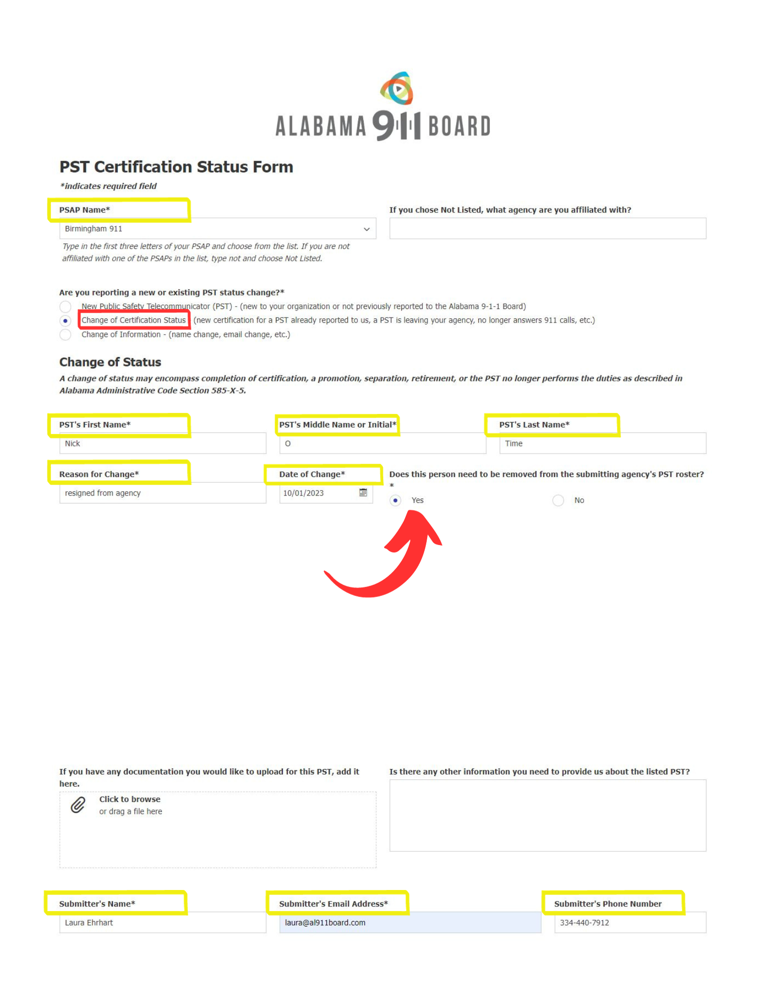 ALABAMA 911 BOARD
PST Certification Status Form
*indicates required field
PSAP Name*
If you chose Not Listed, what agency are you affiliated with?
Birmingham 911
Type in the first three letters of your PSAP and choose from the list. If you are not
affiliated with one of the PSAPs in the list, type not and choose Not Listed.
Are you reporting a new or existing PST status change?*
New Public Safety Telecommunicator (PST) - (new to your organization or not previously reported to the Alabama 9-1-1 Board)
Change of Certification Status - (new certification for a PST already reported to us, a PST is leaving your agency, no longer answers 911 calls, etc.)
Change of Information - (name change, email change, etc.)
Change of Status
A change of status may encompass completion of certification, a promotion, separation, retirement, or the PST no longer performs the duties as described in
Alabama Administrative Code Section 585-X-5.
PST's First Name*
PST's Middle Name or Initial*
PST's Last Name*
Nick
O
Time
Reason for Change*
Date of Change*
Does this person need to be removed from the submitting agency's PST roster?
*
resigned from agency
10/01/2023
Yes
No
If you have any documentation you would like to upload for this PST, add it
here.
Is there any other information you need to provide us about the listed PST?
Click to browse
or drag a file here
Submitter's Name*
Submitter's Email Address*
Submitter's Phone Number
Laura Ehrhart
laura@al911board.com
334-440-7912